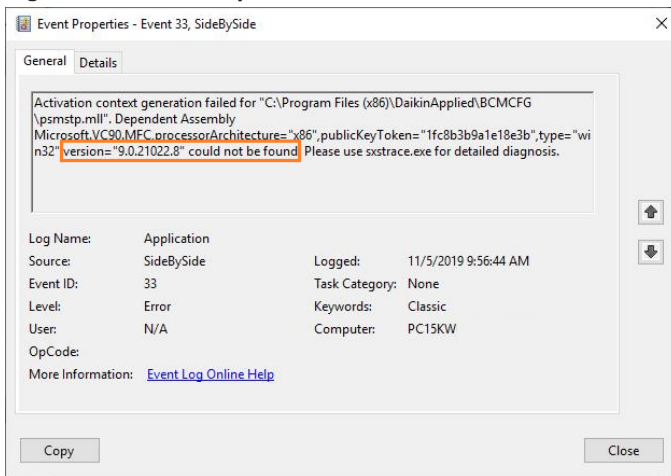 Event Properties - Event 33, SideBySide
General Details
Activation context generation failed for "C:\Program Files (x86)\DaikinApplied\BCMCFG
\psmstp.mll". Dependent Assembly
Microsoft.VC90.MFC,processorArchitecture="x86",publicKeyToken="1fc8b3b9a1e18e3b",type="wi
n32",version="9.0.21022.8" could not be found. Please use sxstrace.exe for detailed diagnosis.
Log Name: Application
Source: SideBySide Logged: 11/5/2019 9:56:44 AM
Event ID: 33 Task Category: None
Level: Error Keywords: Classic
User: N/A Computer: PC15KW
OpCode:
More Information: Event Log Online Help
Copy Close